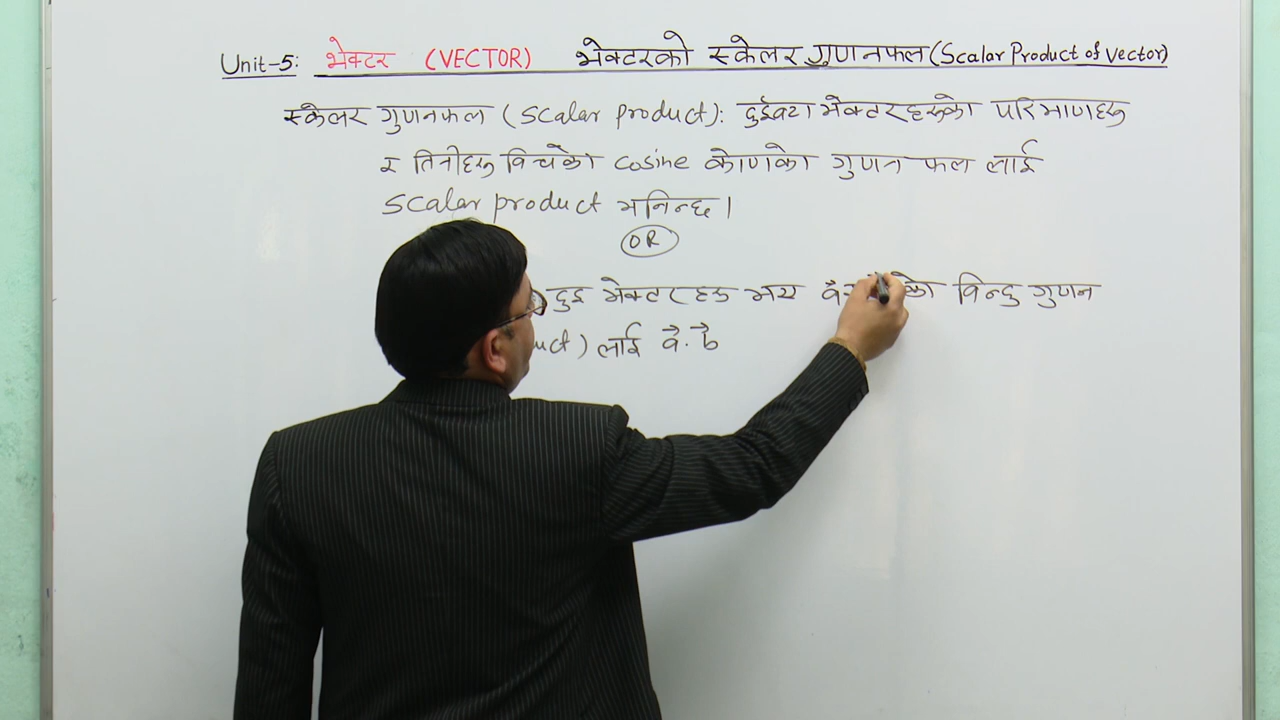 Unit-5: भेक्टर (VECTOR) भेक्टरको स्केलर गुणनफल (Scalar Product of Vector)
स्केलर गुणनफल (Scalar product): दुईवटा भेक्टरहरुको परिमाणहरु
र तिनीहरु विचको cosine कोणको गुणन फल लाई
Scalar product भनिन्छ।
OR
दुइ भेक्टरहरु भए को विन्दु गुणन
uct) लाई a⃗. b⃗